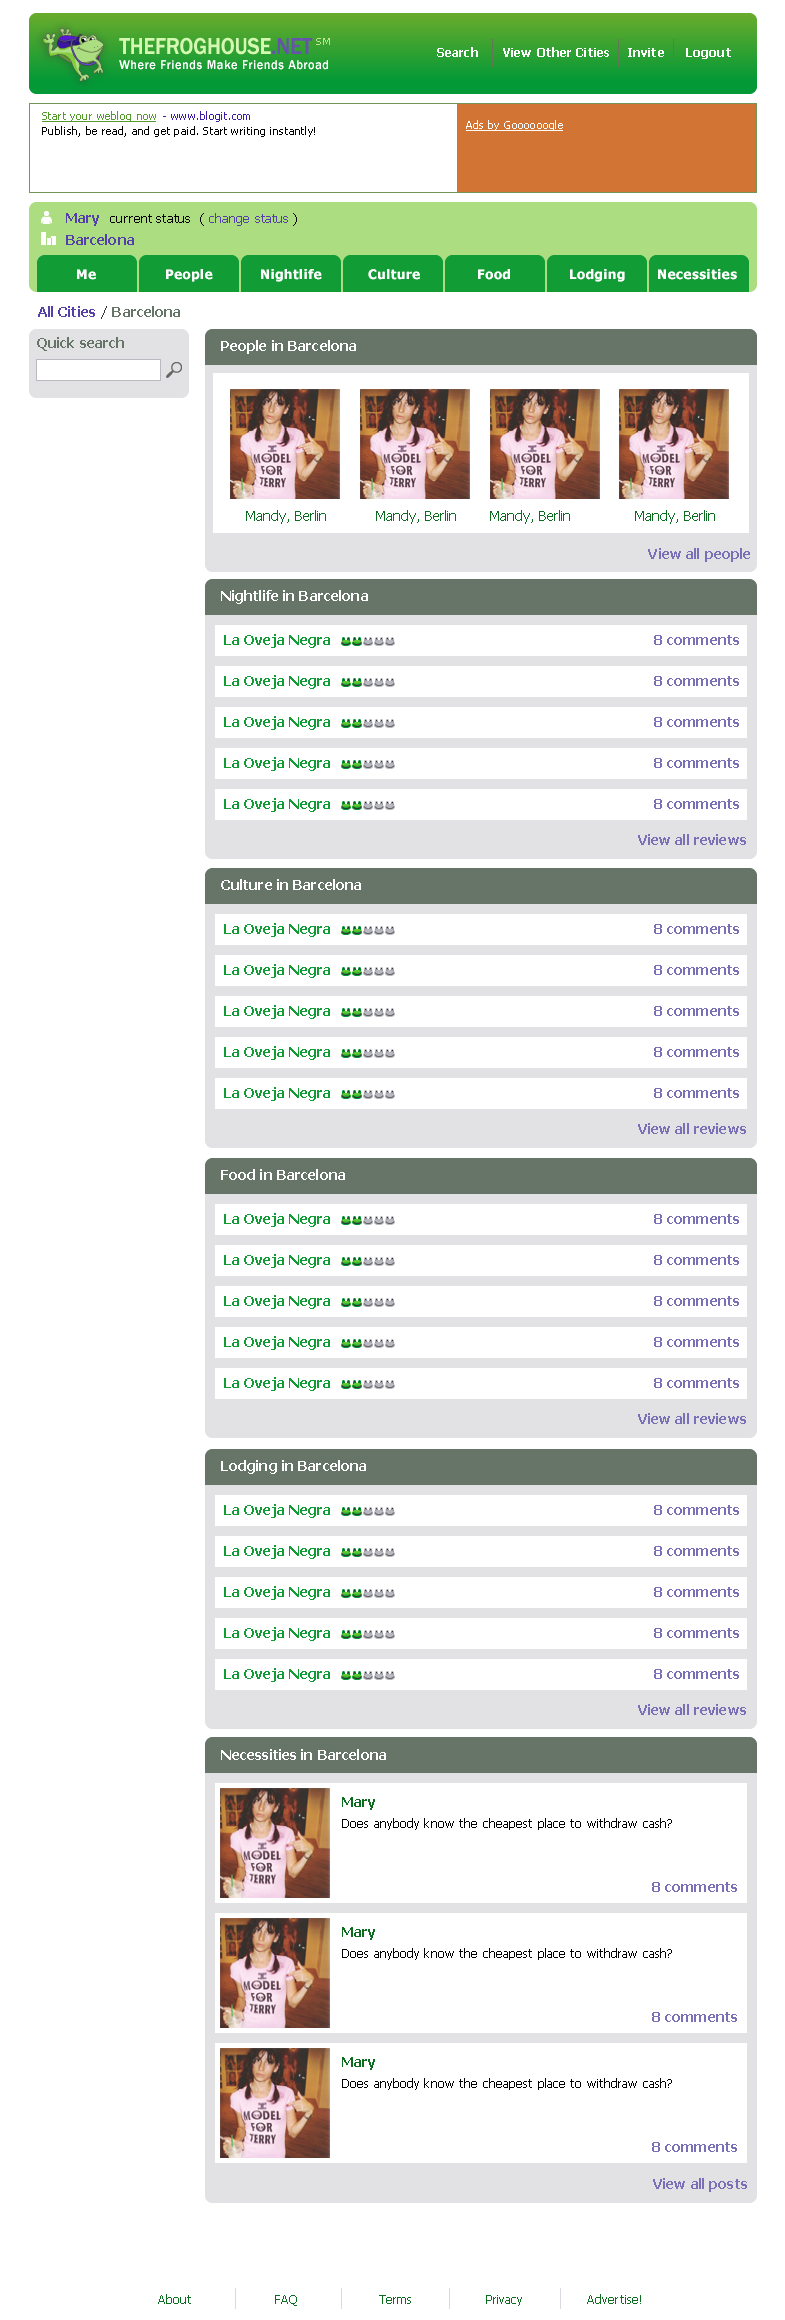 THEFROGHOUSE.NET SM
Where Friends Make Friends Abroad
Search View Other Cities Invite Logout
Start your weblog now - www.blogit.com
Publish, be read, and get paid. Start writing instantly!
Ads by Goooooogle
Mary current status ( change status )
Barcelona
Me People Nightlife Culture Food Lodging Necessities
All Cities / Barcelona
Quick search
People in Barcelona
I MODEL FOR TERRY
I MODEL FOR TERRY
I MODEL FOR TERRY
I MODEL FOR TERRY
Mandy, Berlin Mandy, Berlin Mandy, Berlin Mandy, Berlin
View all people
Nightlife in Barcelona
La Oveja Negra 8 comments
La Oveja Negra 8 comments
La Oveja Negra 8 comments
La Oveja Negra 8 comments
La Oveja Negra 8 comments
View all reviews
Culture in Barcelona
La Oveja Negra 8 comments
La Oveja Negra 8 comments
La Oveja Negra 8 comments
La Oveja Negra 8 comments
La Oveja Negra 8 comments
View all reviews
Food in Barcelona
La Oveja Negra 8 comments
La Oveja Negra 8 comments
La Oveja Negra 8 comments
La Oveja Negra 8 comments
La Oveja Negra 8 comments
View all reviews
Lodging in Barcelona
La Oveja Negra 8 comments
La Oveja Negra 8 comments
La Oveja Negra 8 comments
La Oveja Negra 8 comments
La Oveja Negra 8 comments
View all reviews
Necessities in Barcelona
I MODEL FOR TERRY
Mary
Does anybody know the cheapest place to withdraw cash?
8 comments
I MODEL FOR TERRY
Mary
Does anybody know the cheapest place to withdraw cash?
8 comments
I MODEL FOR TERRY
Mary
Does anybody know the cheapest place to withdraw cash?
8 comments
View all posts
About FAQ Terms Privacy Advertise!